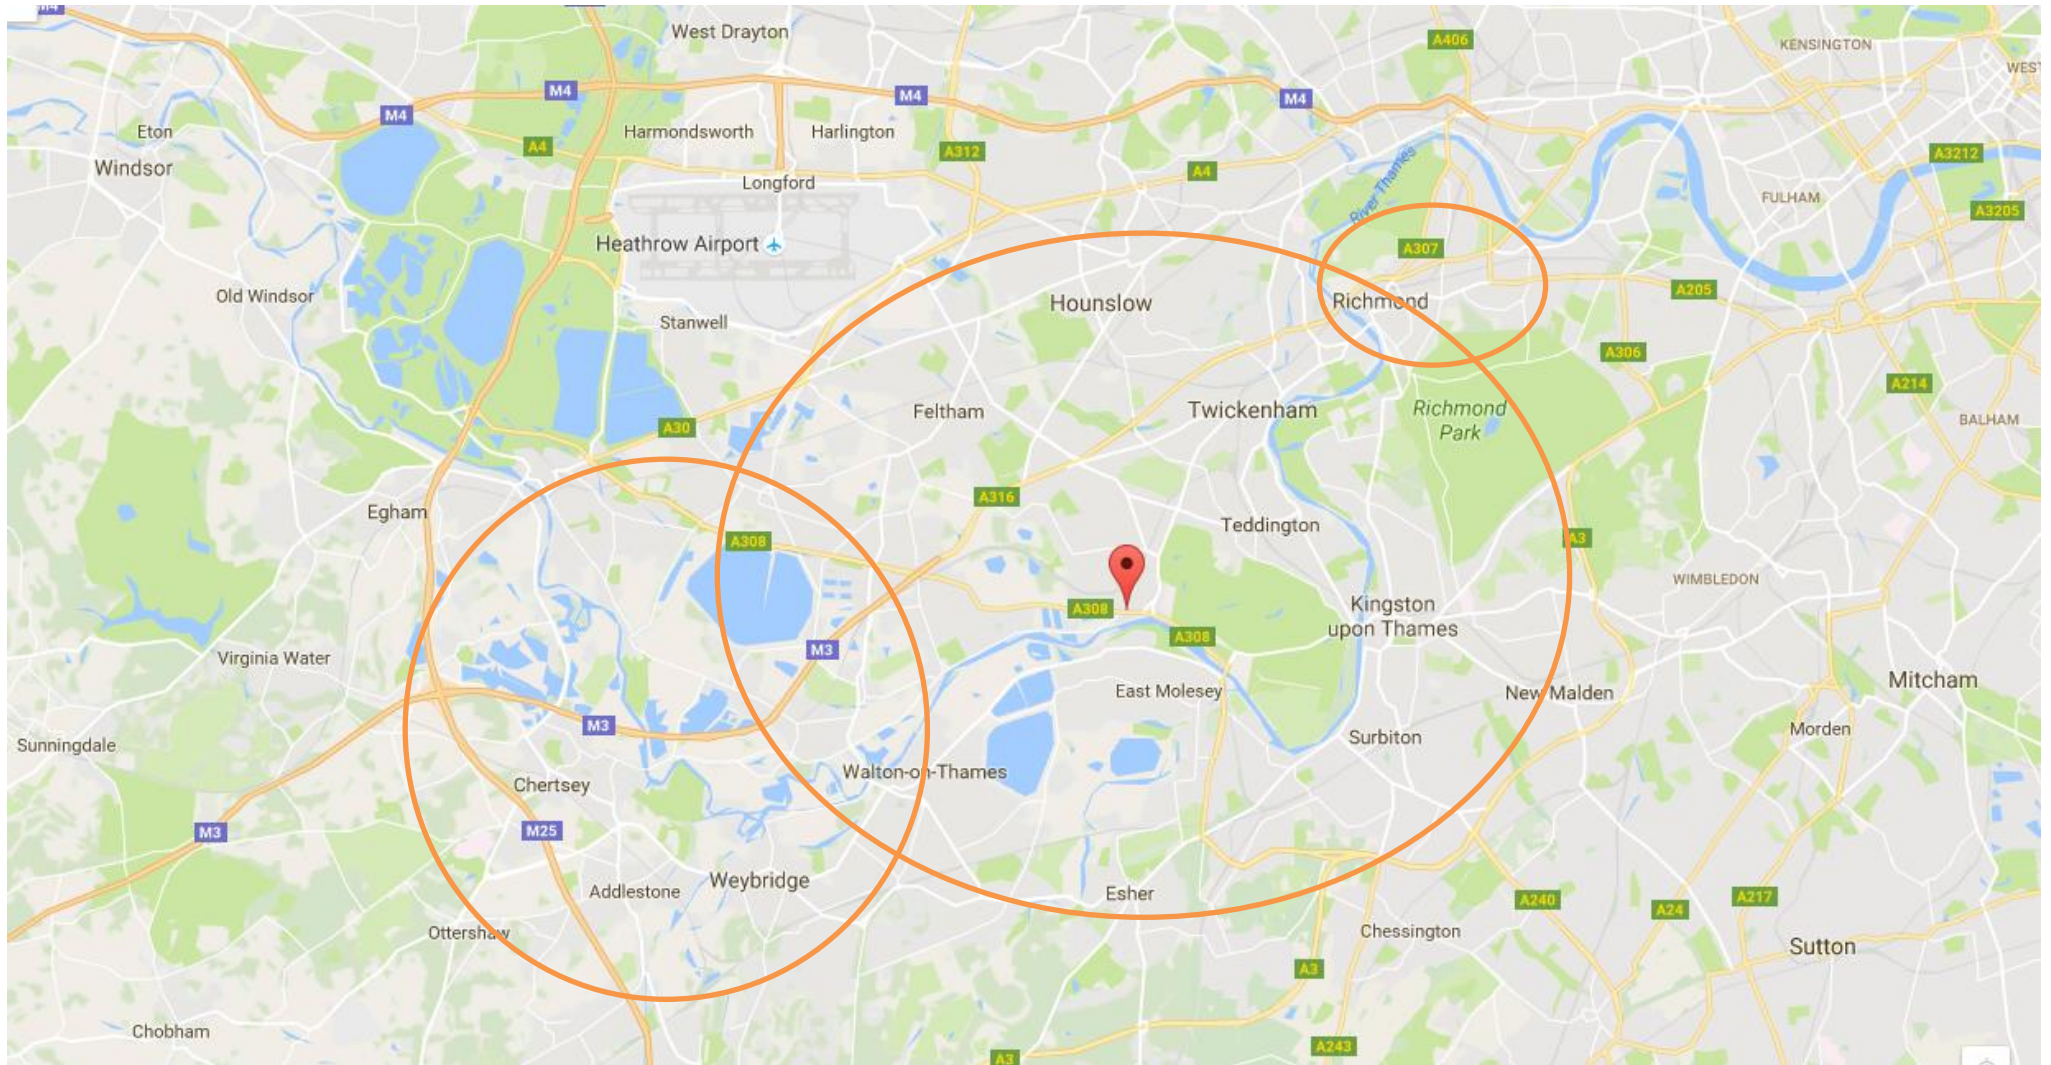 M4
West Drayton
A406
KENSINGTON
WEST
M4
M4
M4
M4
Eton
Harmondsworth
Harlington
A4
A312
A3212
Windsor
Longford
A4
River Thames
FULHAM
A3205
Heathrow Airport
A307
Old Windsor
Hounslow
Richmond
A205
Stanwell
A306
A214
Feltham
Twickenham
Richmond
Park
BALHAM
A30
A316
Egham
Teddington
A308
A3
WIMBLEDON
A308
Kingston
upon Thames
A308
Virginia Water
M3
East Molesey
New Malden
Mitcham
M3
Sunningdale
Surbiton
Morden
Chertsey
Walton-on-Thames
M3
M25
Addlestone
Weybridge
Esher
A240
A24
A217
Ottershaw
Chessington
Sutton
A3
Chobham
A3
A243